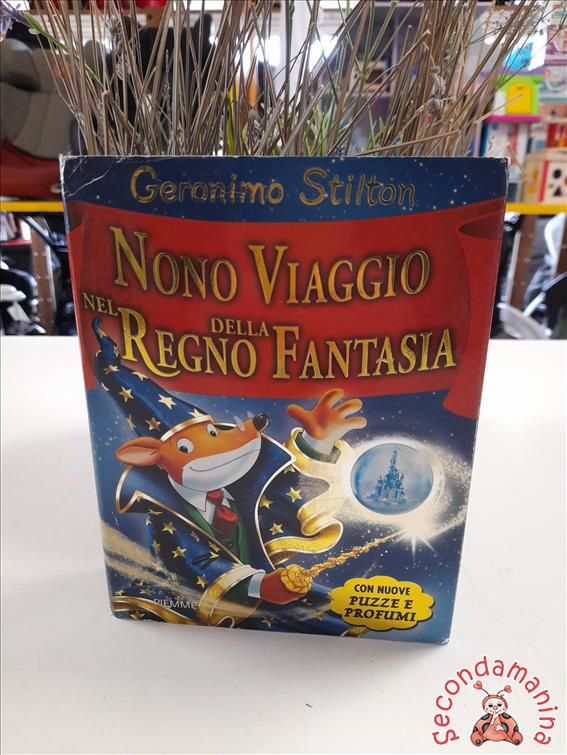 Geronimo Stilton
NONO VIAGGIO
NEL REGNO DELLA FANTASIA
CON NUOVE
PUZZE E
PROFUMI
PIEMME
Secondamanina